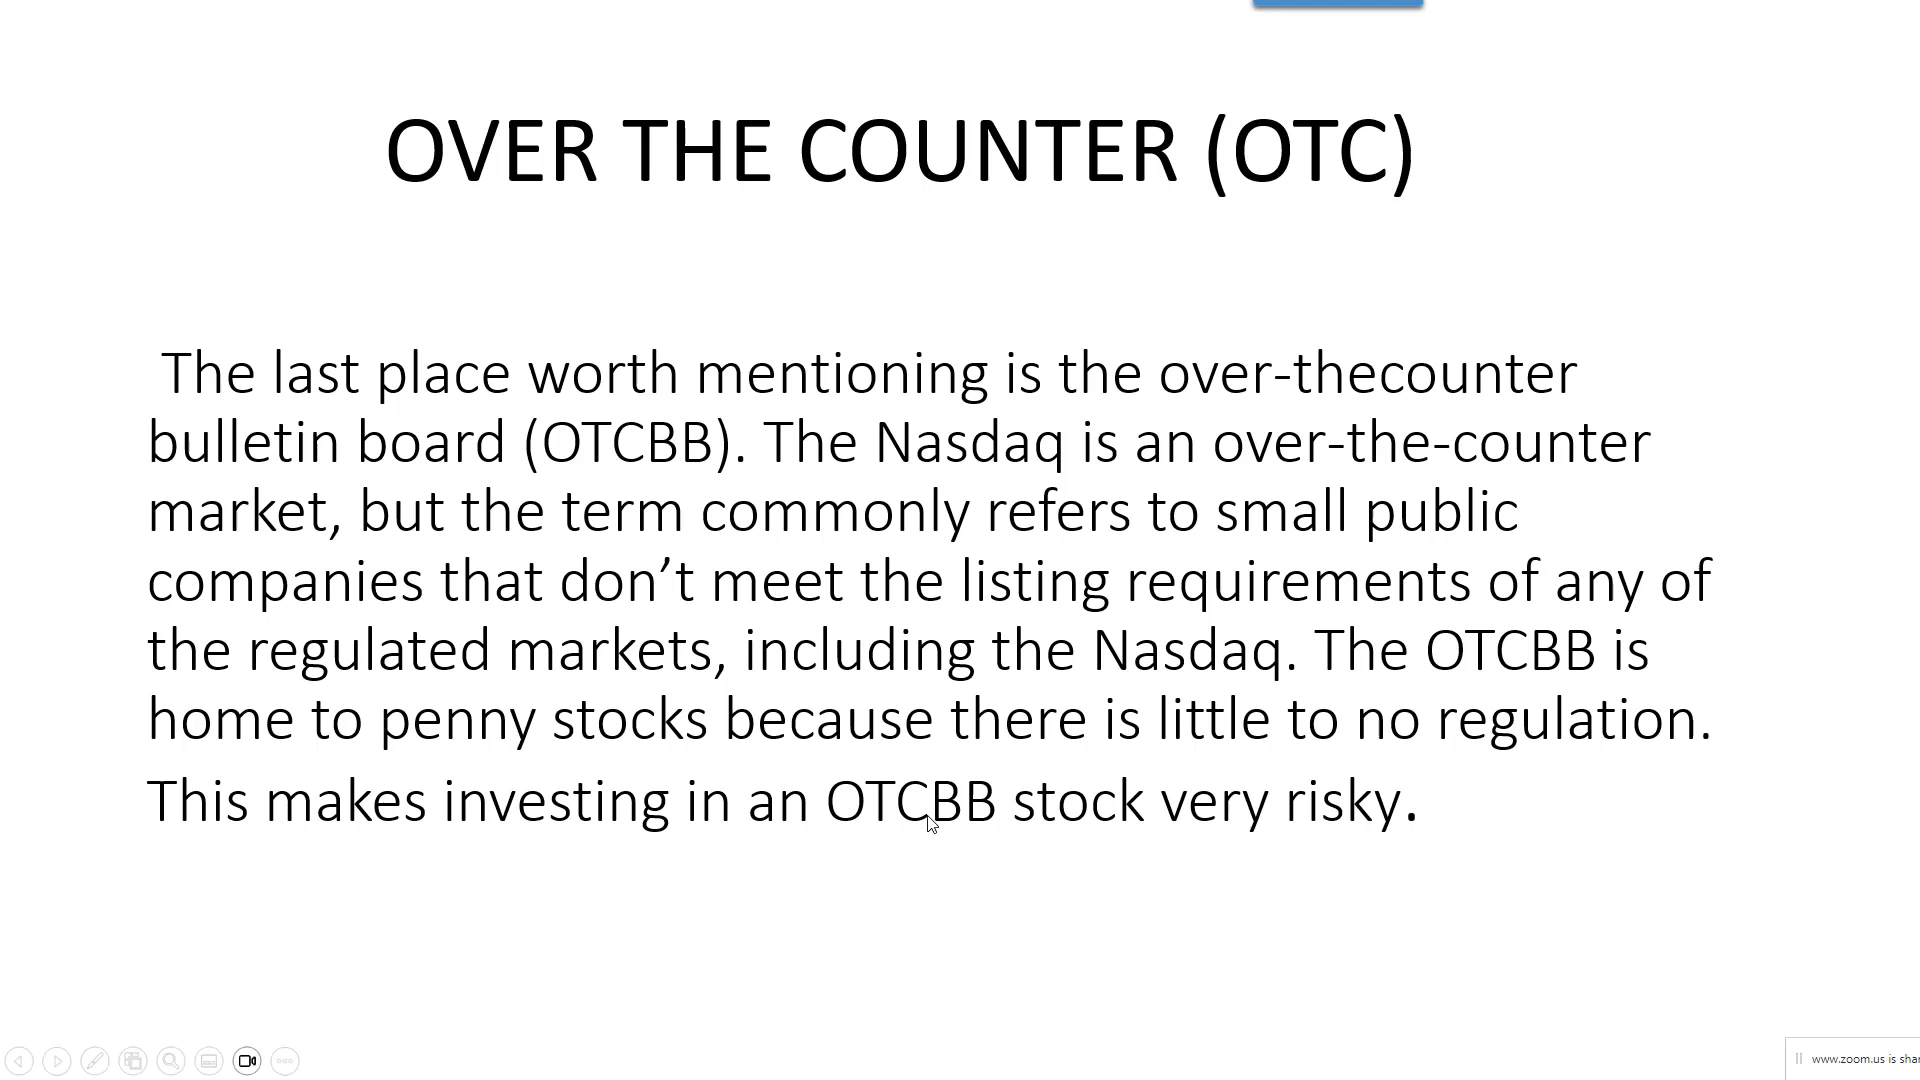 OVER THE COUNTER (OTC)
The last place worth mentioning is the over-thecounter
bulletin board (OTCBB). The Nasdaq is an over-the-counter
market, but the term commonly refers to small public
companies that don’t meet the listing requirements of any of
the regulated markets, including the Nasdaq. The OTCBB is
home to penny stocks because there is little to no regulation.
This makes investing in an OTCBB stock very risky.
www.zoom.us is shar